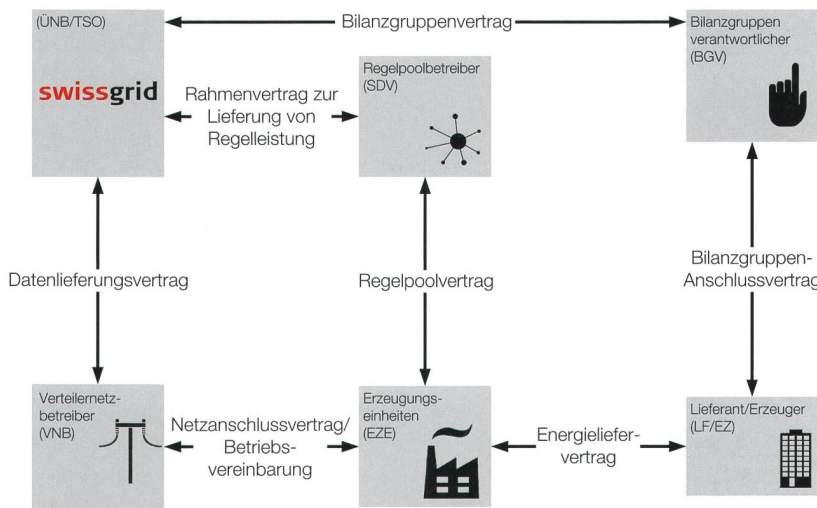 (ÜNB/TSO)
swissgrid
Bilanzgruppenvertrag
Bilanzgruppen
verantwortlicher
(BGV)
Regelpoolbetreiber
(SDV)
Rahmenvertrag zur
Lieferung von
Regelleistung
Datenlieferungsvertrag
Regelpoolvertrag
Bilanzgruppen-
Anschlussvertrag
Verteilernetz-
betreiber
(VNB)
Netzanschlussvertrag/
Betriebs-
vereinbarung
Erzeugungs-
einheiten
(EZE)
Energieliefer-
vertrag
Lieferant/Erzeuger
(LF/EZ)